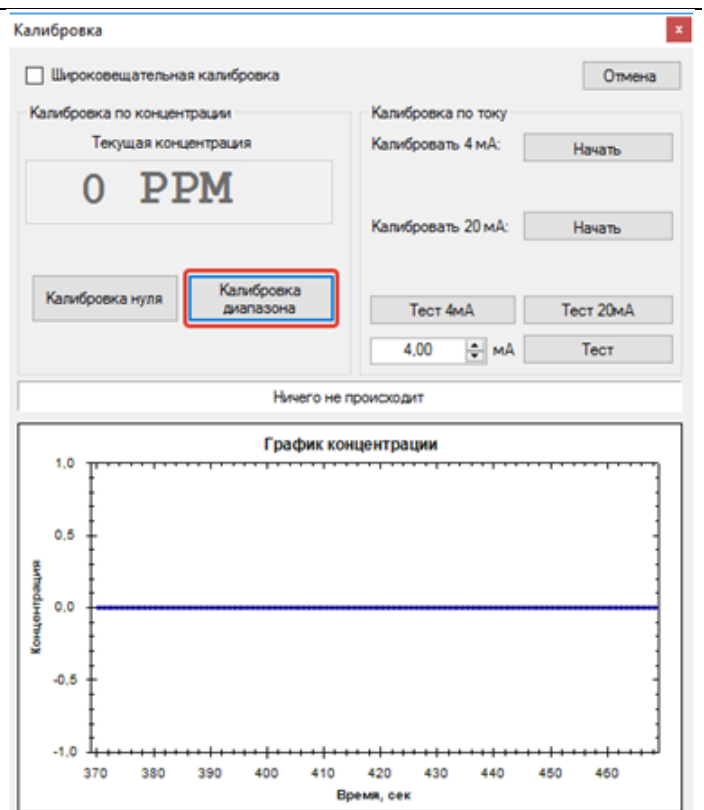 Калибровка
x
Широковещательная калибровка
Отмена
Калибровка по концентрации
Текущая концентрация
0 PPM
Калибровка нуля
Калибровка
диапазона
Калибровка по току
Калибровать 4 мА:
Начать
Калибровать 20 мА:
Начать
Тест 4мА
Тест 20мА
4,00
мА
Тест
Ничего не происходит
График концентрации
Концентрация
1,0
0,5
0,0
-0,5
-1,0
370 380 390 400 410 420 430 440 450 460
Время, сек